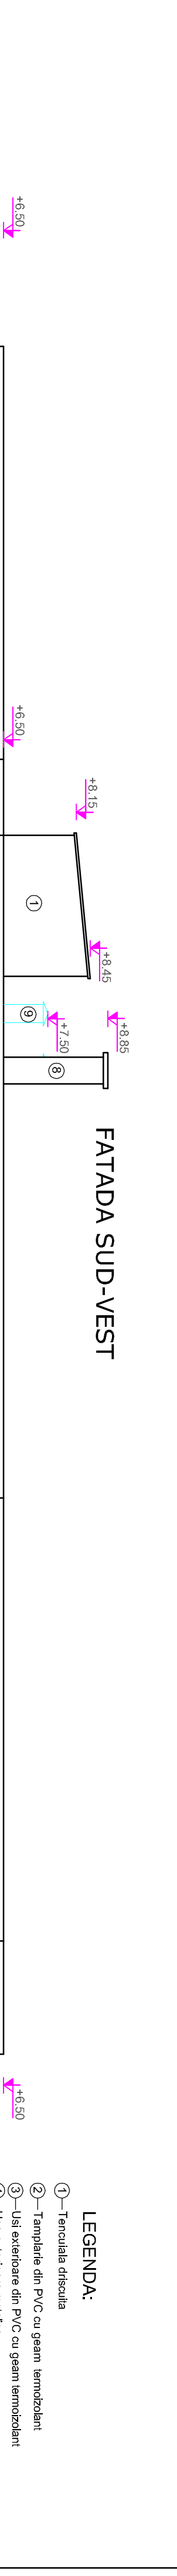 +6.50
+6.50
+8.15
+8.45
+8.85
+7.50
1
9
8
FATADA SUD-VEST
+6.50
LEGENDA:
1 Tencuiala driscuita
2 Tamplarie din PVC cu geam termoizolant
3 Usi exterioare din PVC cu geam termoizolant